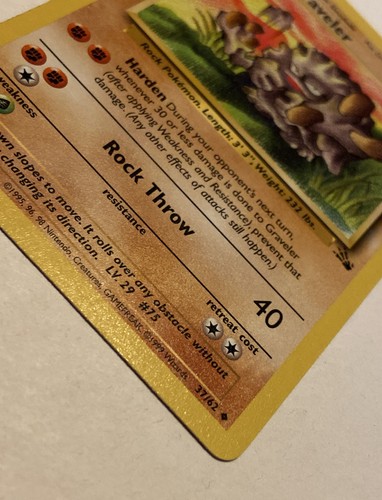 aveler
Rock Pokémon. Length: 3' 3", Weight: 232 lbs.
Harden During your opponent's next turn,
whenever 30 or less damage is done to Graveler
(after applying Weakness and Resistance), prevent that
damage. (Any other effects of attacks still happen.)
Rock Throw
40
weakness
resistance
retreat cost
own slopes to move. It rolls over any obstacle without
changing its direction. LV. 29 #75
©1995, 96, 98 Nintendo, Creatures, GAMEFREAK. ©1999 Wizards.
37/62